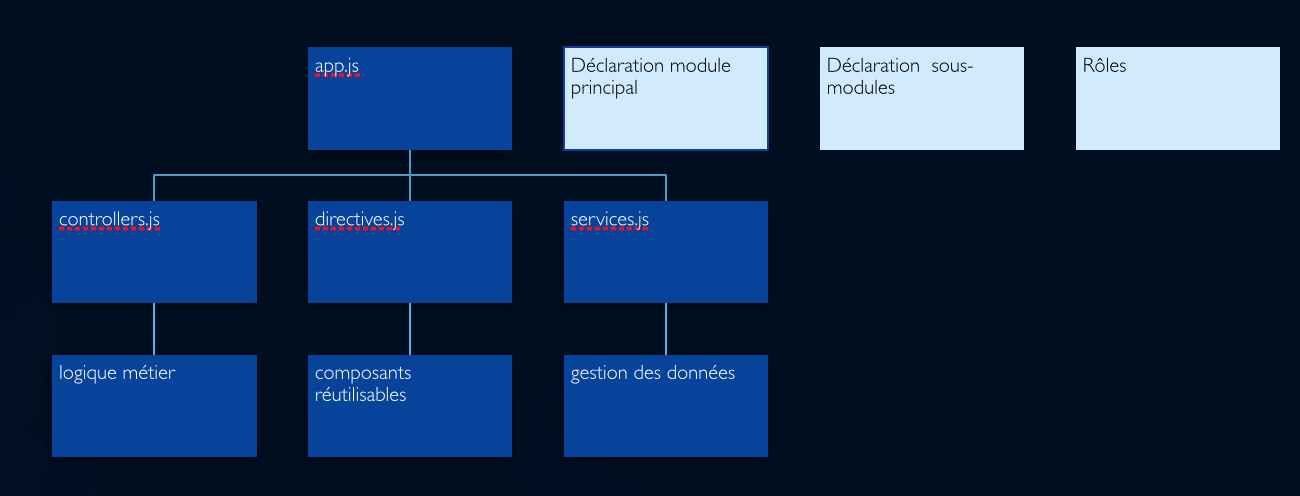 app.js
Déclaration module
principal
Déclaration  sous-
modules
Rôles
controllers.js
directives.js
services.js
logique métier
composants
réutilisables
gestion des données